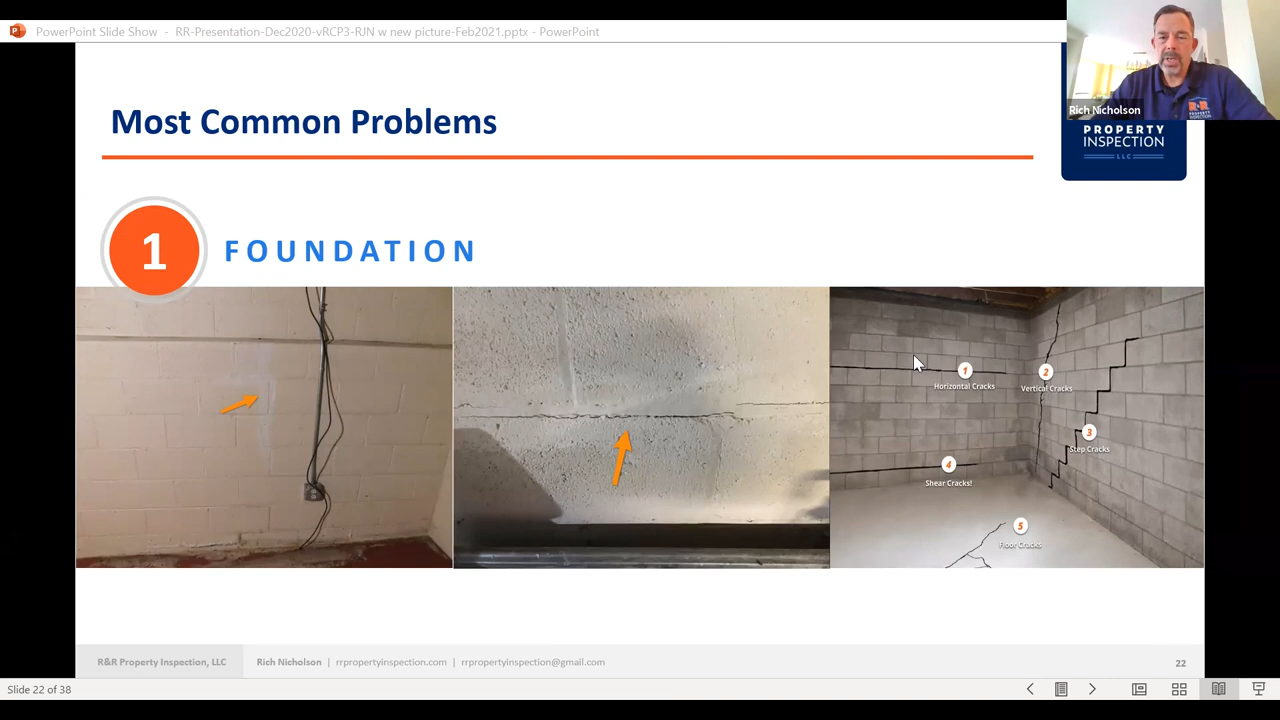 PowerPoint Slide Show - RR-Presentation-Dec2020-vRCP3-RJN w new picture-Feb2021.pptx - PowerPoint
Rich Nicholson
R&R
PROPERTY
INSPECTION
PROPERTY
INSPECTION
LLC
Most Common Problems
1
FOUNDATION
1
Horizontal Cracks
2
Vertical Cracks
3
Step Cracks
4
Shear Cracks!
5
Floor Cracks
R&R Property Inspection, LLC
Rich Nicholson | rrpropertyinspection.com | rrpropertyinspection@gmail.com
22
Slide 22 of 38